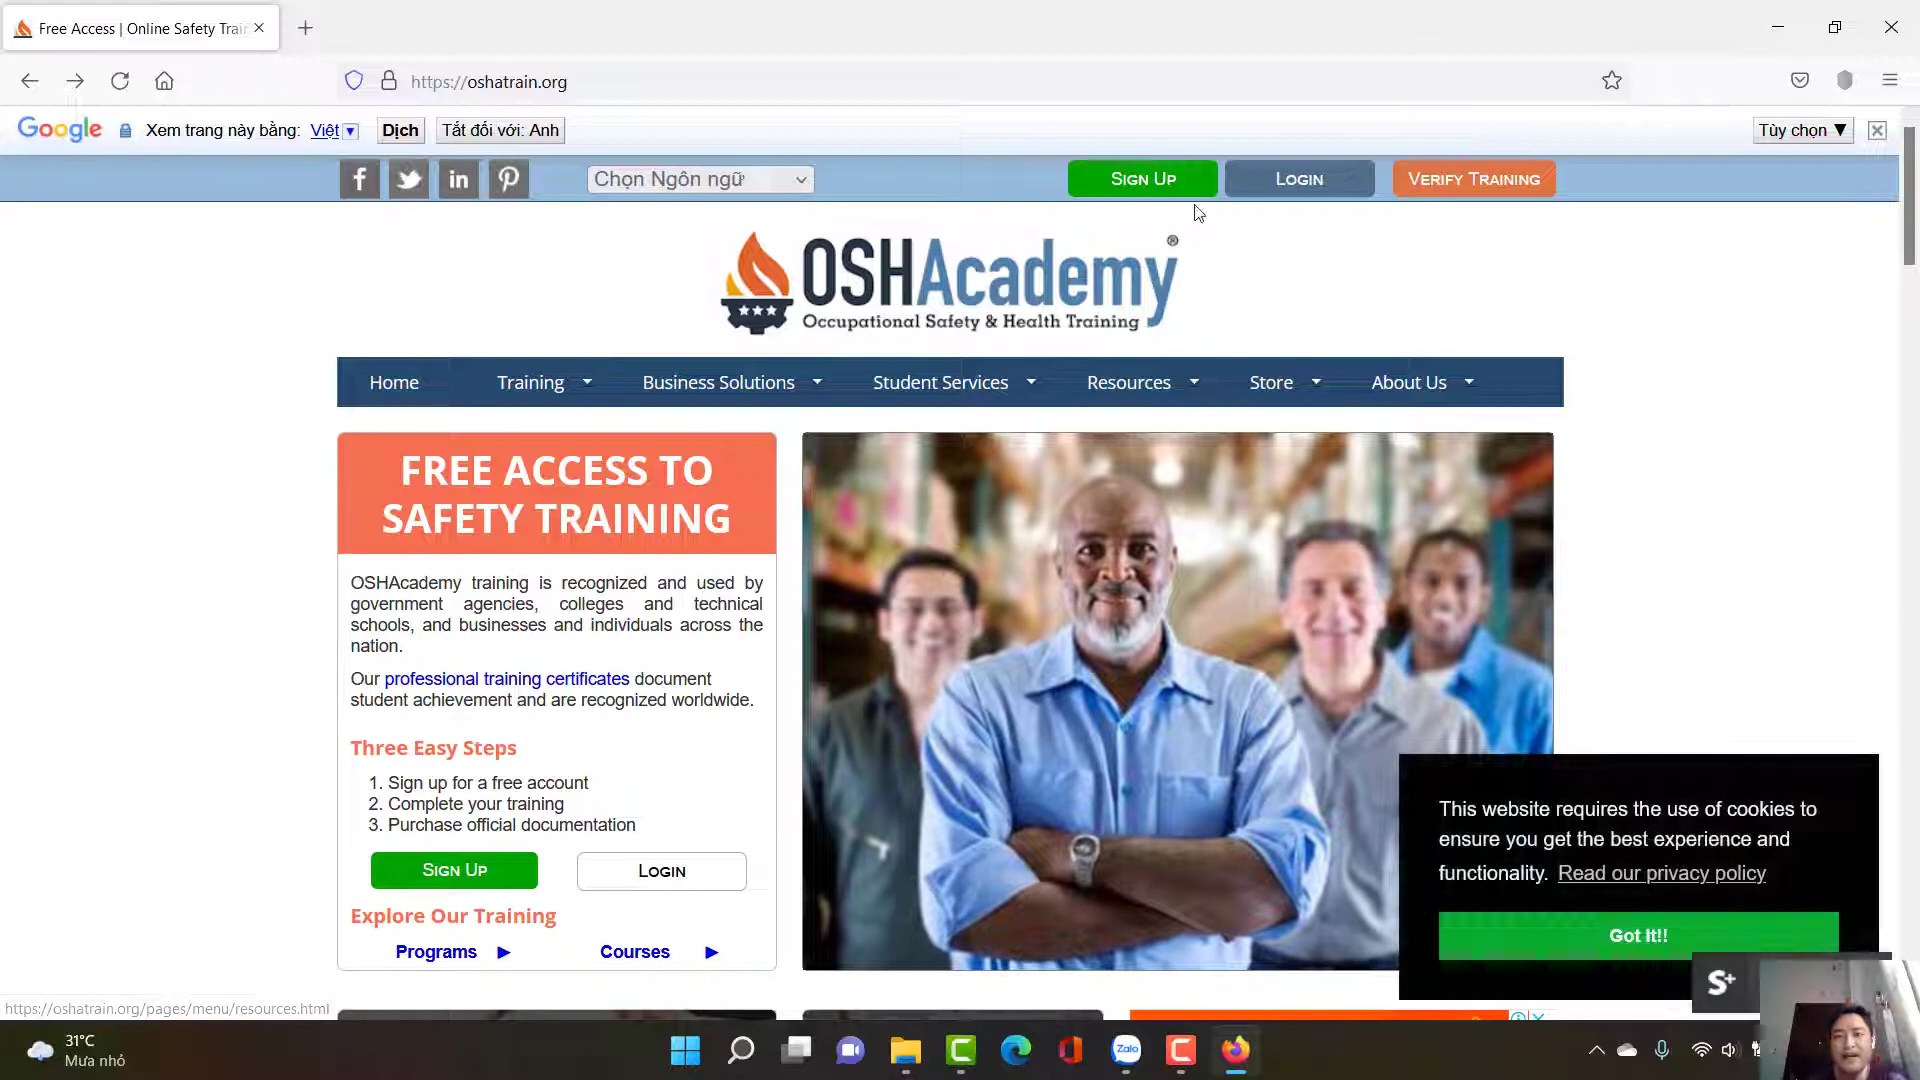 Free Access | Online Safety Trai
https://oshatrain.org
Google Xem trang này bằng: Việt ▼ Dịch Tắt đối với: Anh Tùy chọn ▼
Chọn Ngôn ngữ SIGN UP LOGIN VERIFY TRAINING
OSHAcademy ®
Occupational Safety & Health Training
Home Training Business Solutions Student Services Resources Store About Us
FREE ACCESS TO
SAFETY TRAINING
OSHAcademy training is recognized and used by
government agencies, colleges and technical
schools, and businesses and individuals across the
nation.
Our professional training certificates document
student achievement and are recognized worldwide.
Three Easy Steps
1. Sign up for a free account
2. Complete your training
3. Purchase official documentation
SIGN UP LOGIN
Explore Our Training
Programs ► Courses ►
This website requires the use of cookies to
ensure you get the best experience and
functionality. Read our privacy policy
Got It!!
S+
https://oshatrain.org/pages/menu/resources.html
31°C
Mưa nhỏ
Zalo